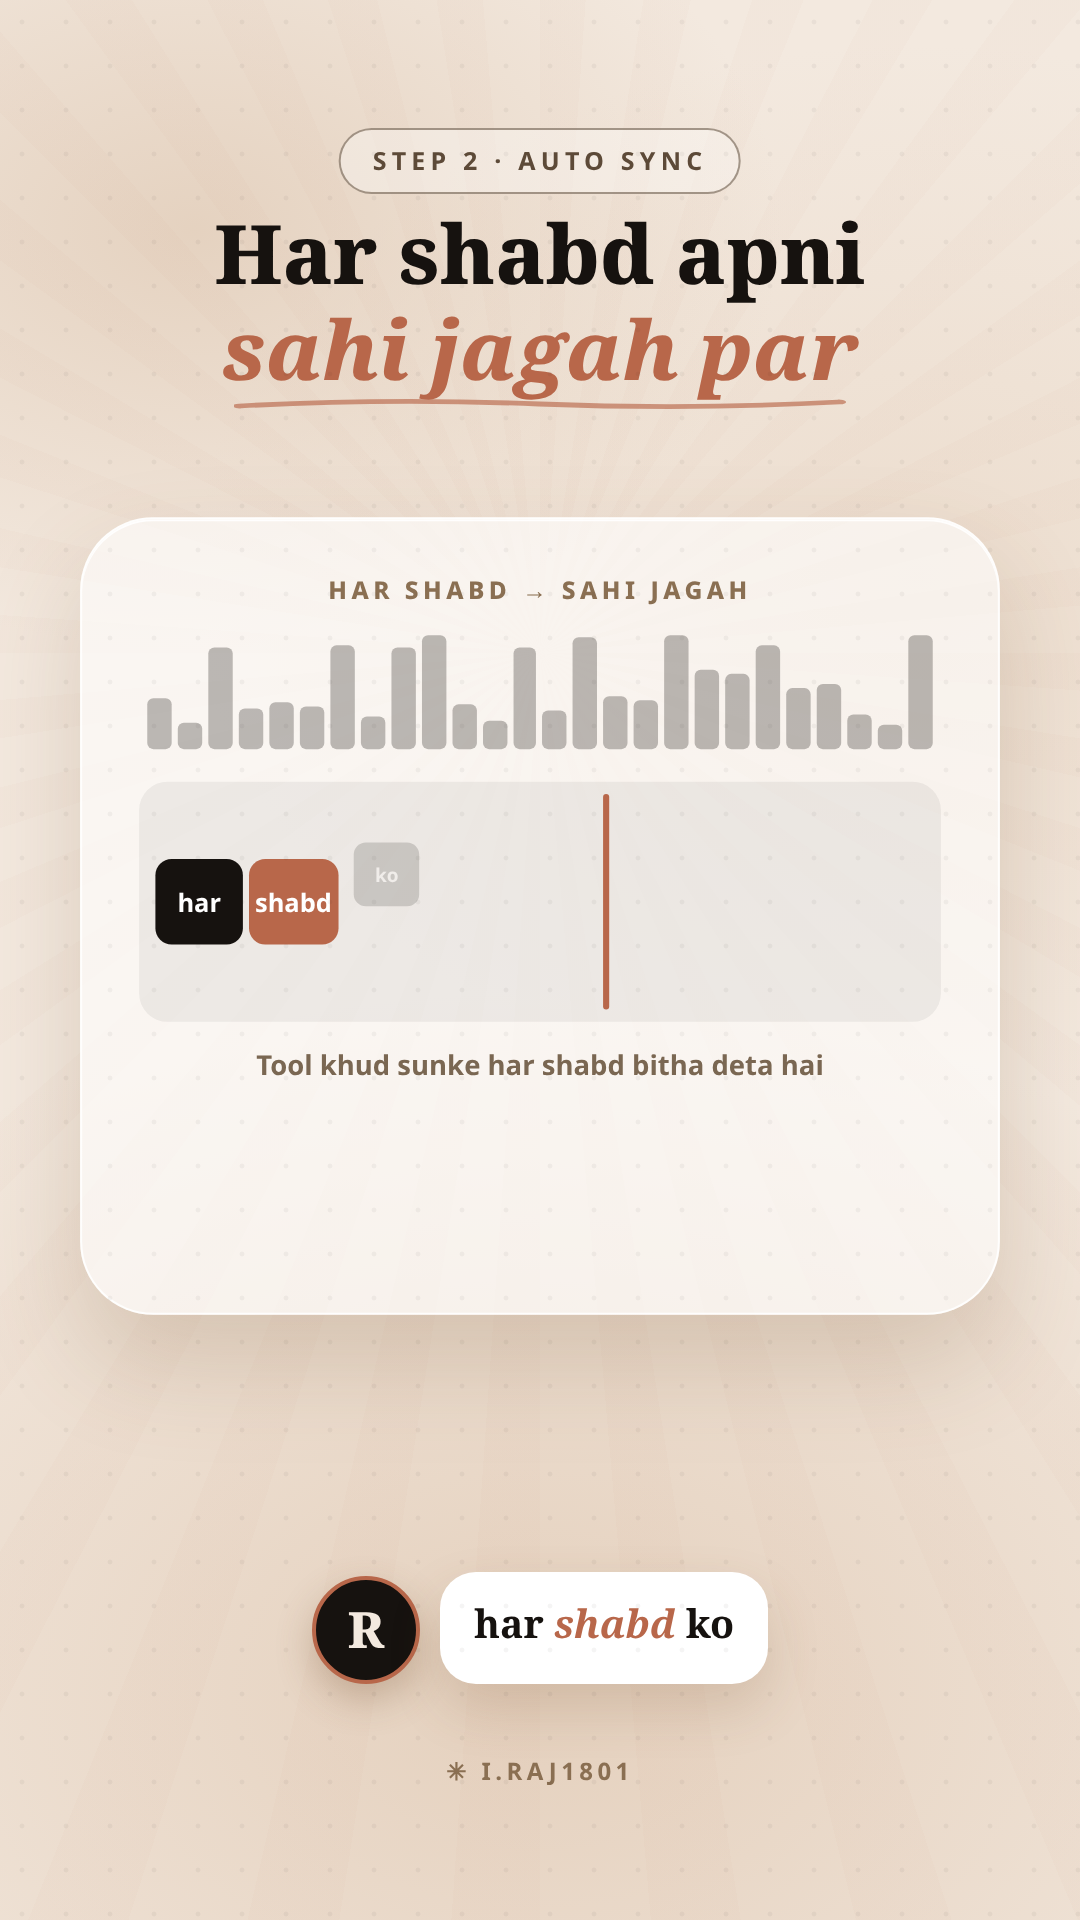 STEP 2 · AUTO SYNC
Har shabd apni
sahi jagah par
HAR SHABD → SAHI JAGAH
har
shabd
ko
Tool khud sunke har shabd bitha deta hai
R
har shabd ko
✳ I.RAJ1801